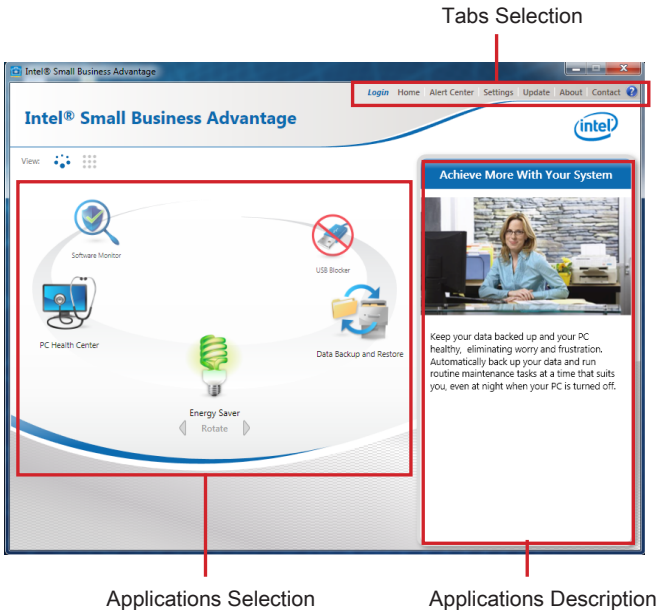 Tabs Selection
Intel® Small Business Advantage
Login Home Alert Center Settings Update About Contact ?
Intel® Small Business Advantage
intel
View:
Achieve More With Your System
Software Monitor
USB Blocker
PC Health Center
Data Backup and Restore
Energy Saver
Rotate
Keep your data backed up and your PC
healthy, eliminating worry and frustration.
Automatically back up your data and run
routine maintenance tasks at a time that suits
you, even at night when your PC is turned off.
Applications Selection
Applications Description